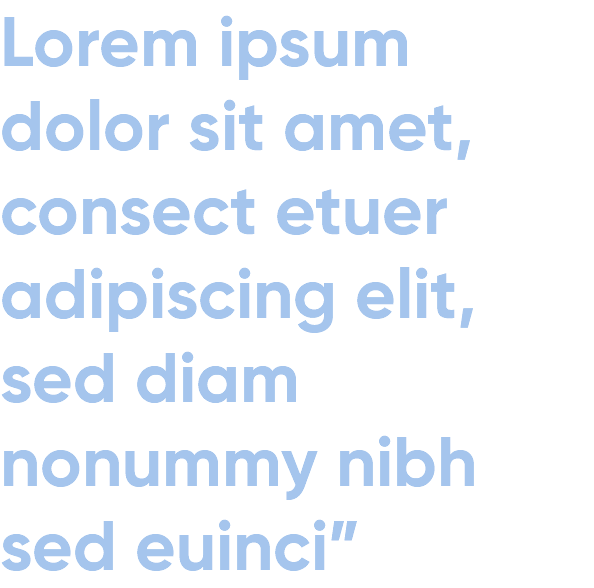 Lorem ipsum
dolor sit amet,
consect etuer
adipiscing elit,
sed diam
nonummy nibh
sed euinci”